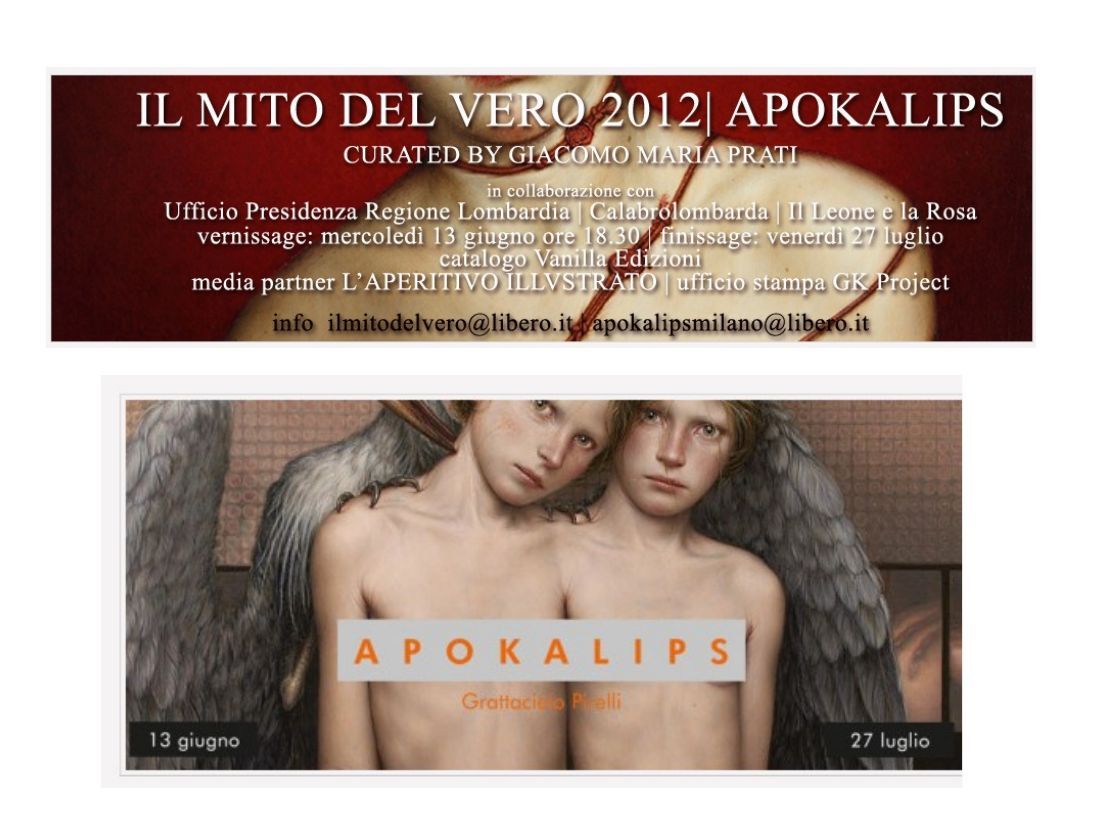 IL MITO DEL VERO 2012| APOKALIPS
CURATED BY GIACOMO MARIA PRATI
in collaborazione con
Ufficio Presidenza Regione Lombardia | Calabrolombarda | Il Leone e la Rosa
vernissage: mercoledì 13 giugno ore 18.30 | finissage: venerdì 27 luglio
catalogo Vanilla Edizioni
media partner L'APERITIVO ILLVSTRATO | ufficio stampa GK Project
info ilmitodelvero@libero.it | apokalipsmilano@libero.it
APOKALIPS
Grattacielo Pirelli
13 giugno
27 luglio